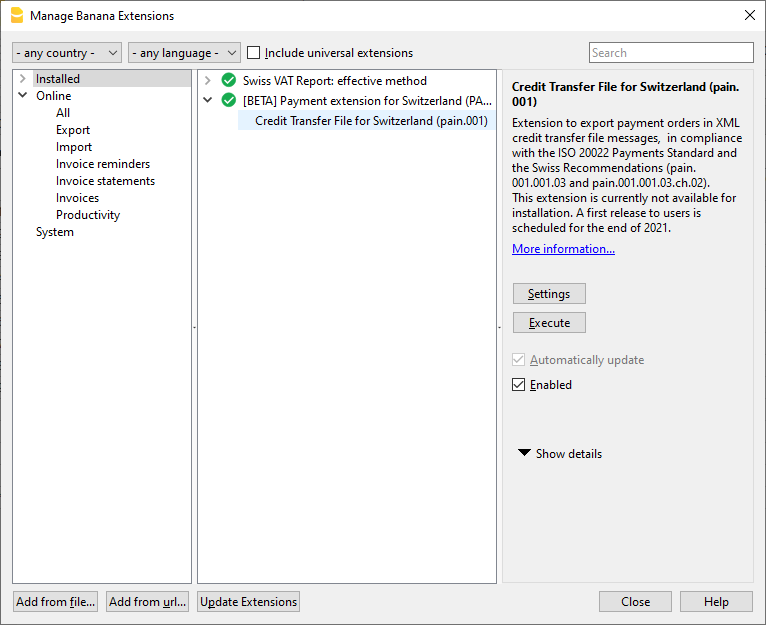 Manage Banana Extensions
- any country -
- any language -
Include universal extensions
Search
Installed
Online
All
Export
Import
Invoice reminders
Invoice statements
Invoices
Productivity
System
Swiss VAT Report: effective method
[BETA] Payment extension for Switzerland (PA...
Credit Transfer File for Switzerland (pain.001)
Credit Transfer File for Switzerland (pain.
001)
Extension to export payment orders in XML
credit transfer file messages,  in compliance
with the ISO 20022 Payments Standard and
the Swiss Recommendations (pain.
001.001.03 and pain.001.001.03.ch.02).
This extension is currently not available for
installation. A first release to users is
scheduled for the end of 2021.
More information...
Settings
Execute
Automatically update
Enabled
Show details
Add from file...
Add from url...
Update Extensions
Close
Help